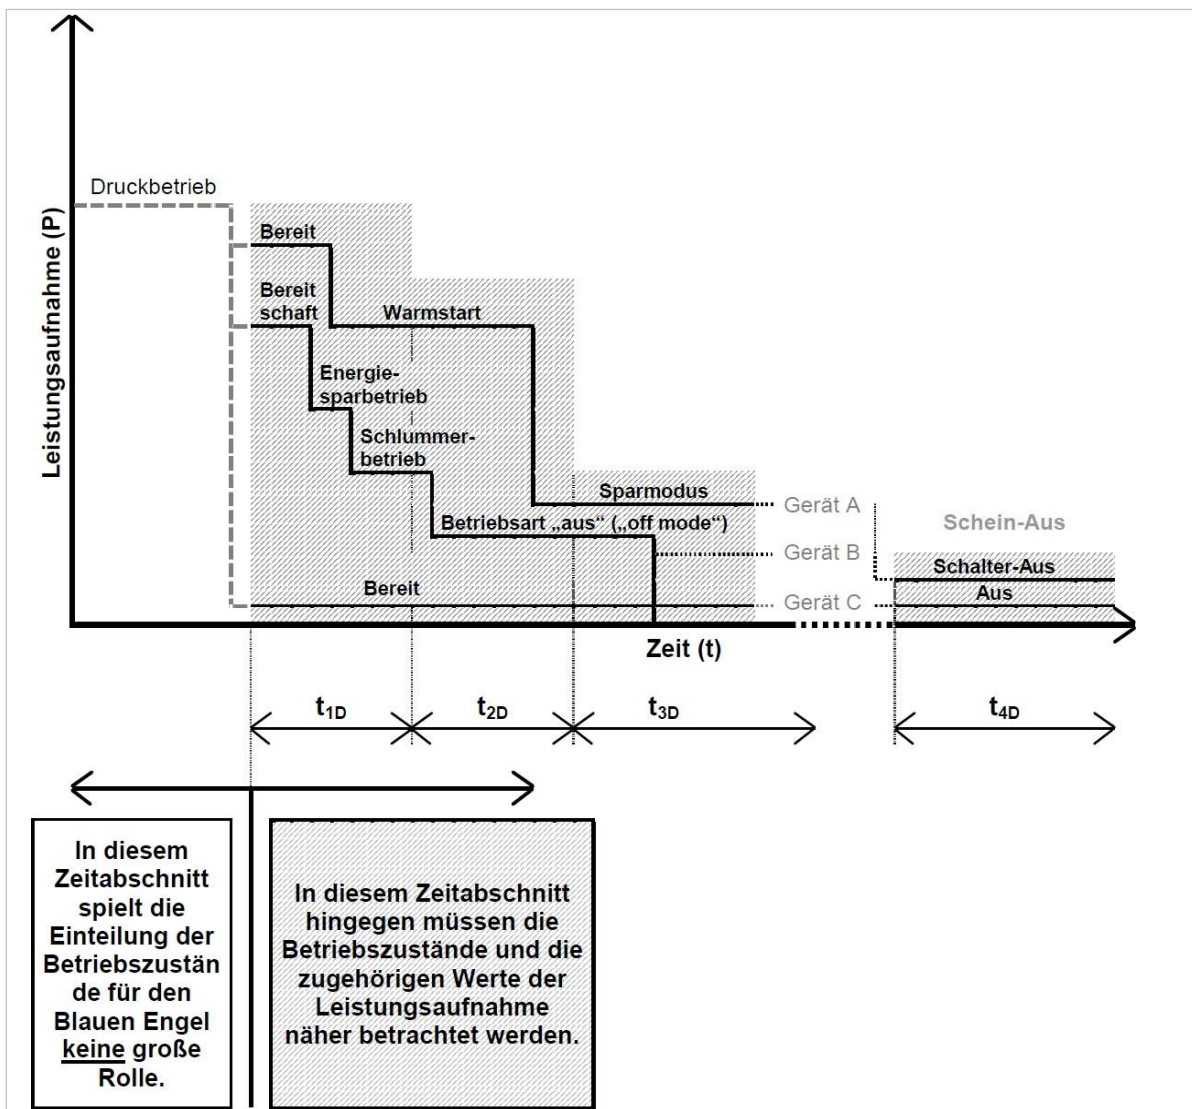 Leistungsaufnahme (P)
Druckbetrieb
Bereit
Bereit
schaft
Warmstart
Energie-
sparbetrieb
Schlummer-
betrieb
Sparmodus
Gerät A
Betriebsart „aus“ („off mode“)
Gerät B
Schein-Aus
Schalter-Aus
Bereit
Gerät C
Aus
Zeit (t)
t1D
t2D
t3D
t4D
In diesem
Zeitabschnitt
spielt die
Einteilung der
Betriebszustän
de für den
Blauen Engel
keine große
Rolle.
In diesem Zeitabschnitt
hingegen müssen die
Betriebszustände und die
zugehörigen Werte der
Leistungsaufnahme
näher betrachtet werden.